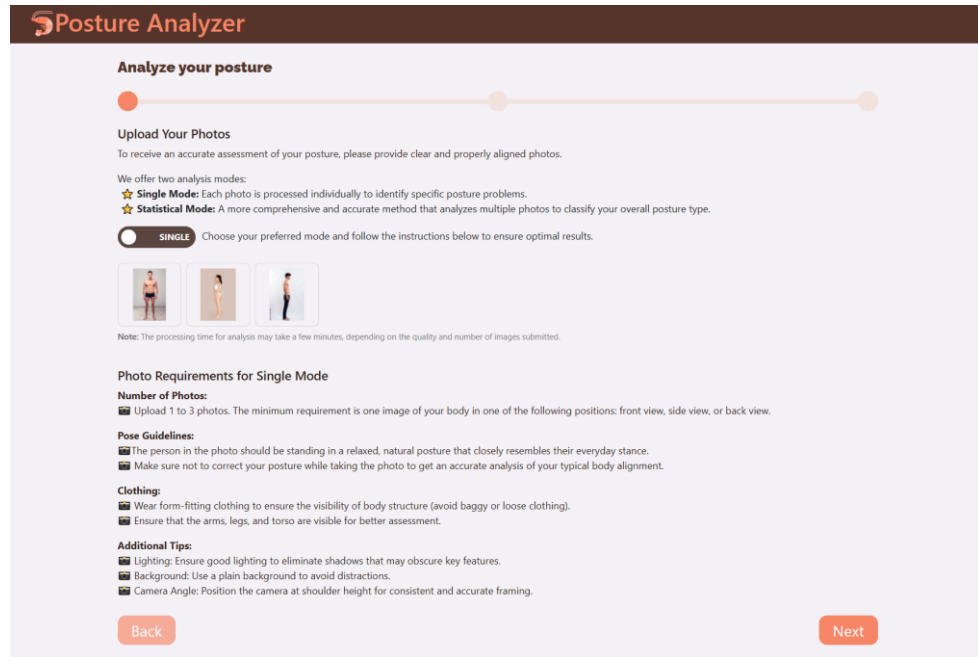 Posture Analyzer
Analyze your posture
Upload Your Photos
To receive an accurate assessment of your posture, please provide clear and properly aligned photos.
We offer two analysis modes:
Single Mode: Each photo is processed individually to identify specific posture problems.
Statistical Mode: A more comprehensive and accurate method that analyzes multiple photos to classify your overall posture type.
SINGLE Choose your preferred mode and follow the instructions below to ensure optimal results.
Note: The processing time for analysis may take a few minutes, depending on the quality and number of images submitted.
Photo Requirements for Single Mode
Number of Photos:
Upload 1 to 3 photos. The minimum requirement is one image of your body in one of the following positions: front view, side view, or back view.
Pose Guidelines:
The person in the photo should be standing in a relaxed, natural posture that closely resembles their everyday stance.
Make sure not to correct your posture while taking the photo to get an accurate analysis of your typical body alignment.
Clothing:
Wear form-fitting clothing to ensure the visibility of body structure (avoid baggy or loose clothing).
Ensure that the arms, legs, and torso are visible for better assessment.
Additional Tips:
Lighting: Ensure good lighting to eliminate shadows that may obscure key features.
Background: Use a plain background to avoid distractions.
Camera Angle: Position the camera at shoulder height for consistent and accurate framing.
Back
Next